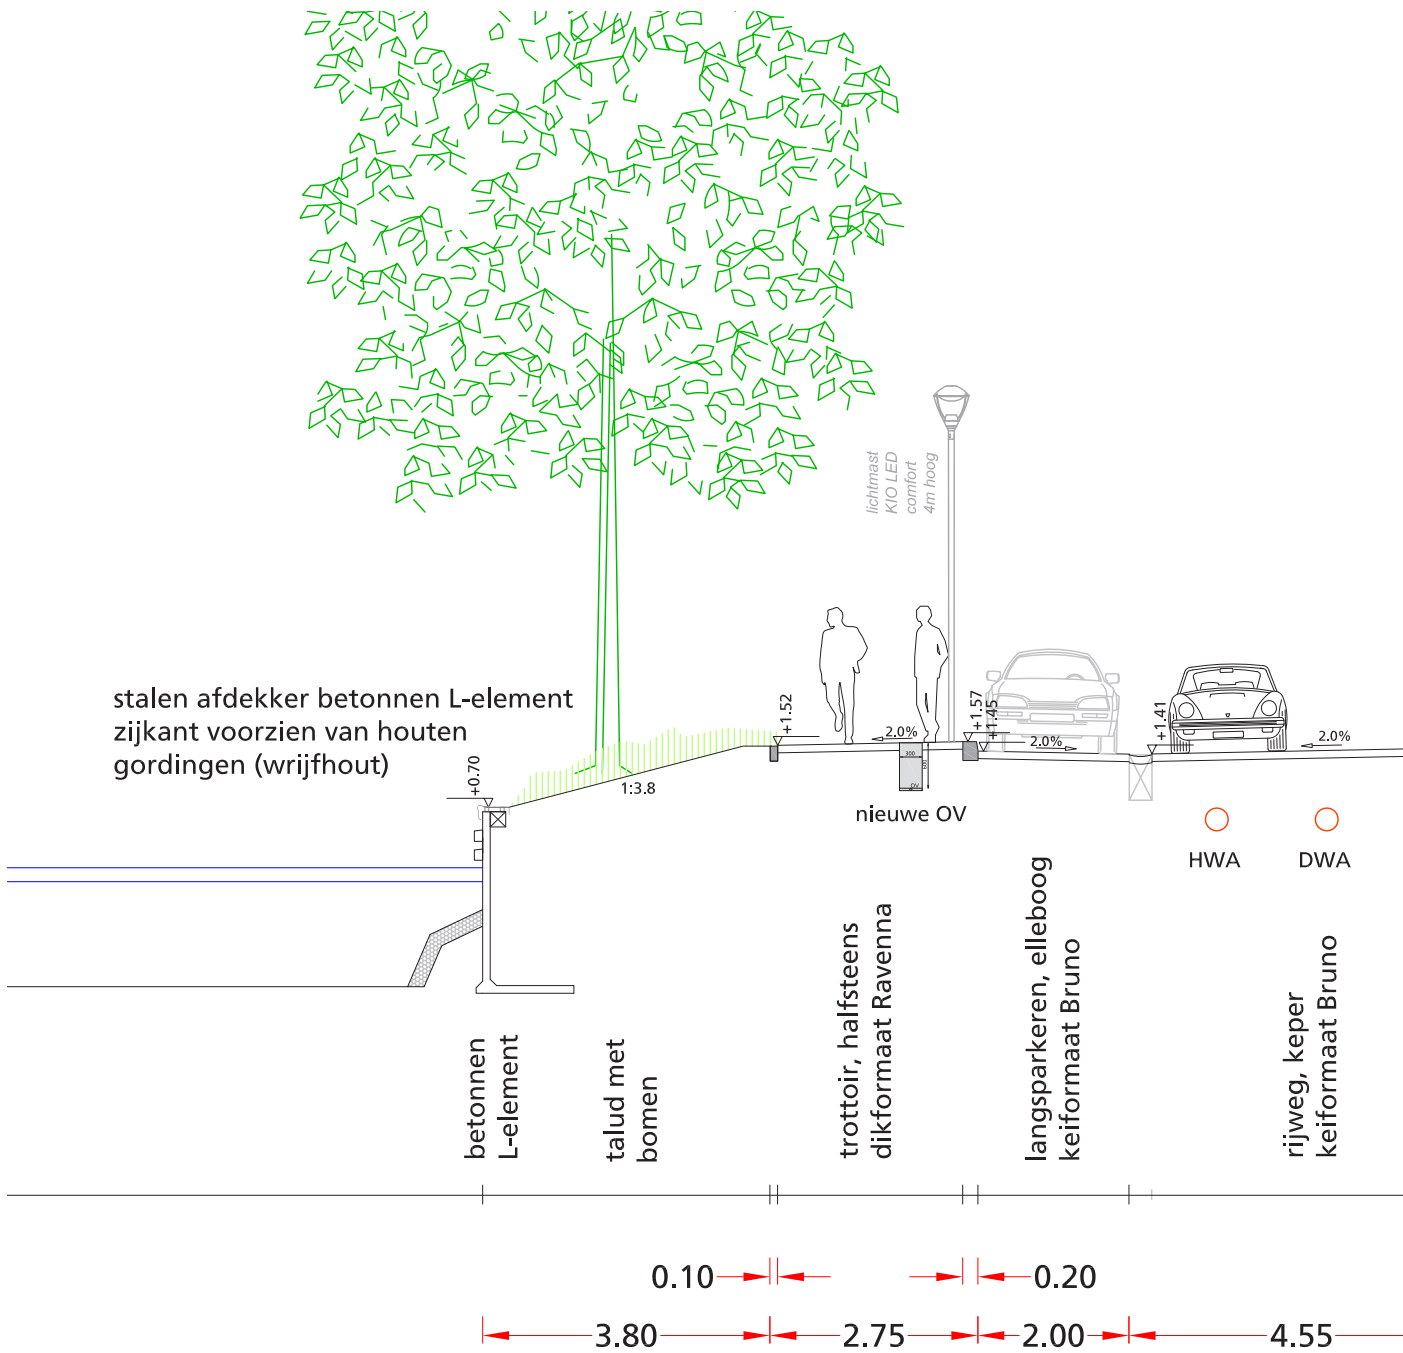 lichtmast
KIO LED
comfort
4m hoog
stalen afdekker betonnen L-element
zijkant voorzien van houten
gordingen (wrijfhout)
+0.70
1:3.8
+1.52
2.0%
+1.57
+1.45
2.0%
+1.41
2.0%
300
600
OV
nieuwe OV
HWA
DWA
betonnen
L-element
talud met
bomen
trottoir, halfsteens
dikformaat Ravenna
langsparkeren, elleboog
keiformaat Bruno
rijweg, keper
keiformaat Bruno
0.10
0.20
3.80
2.75
2.00
4.55